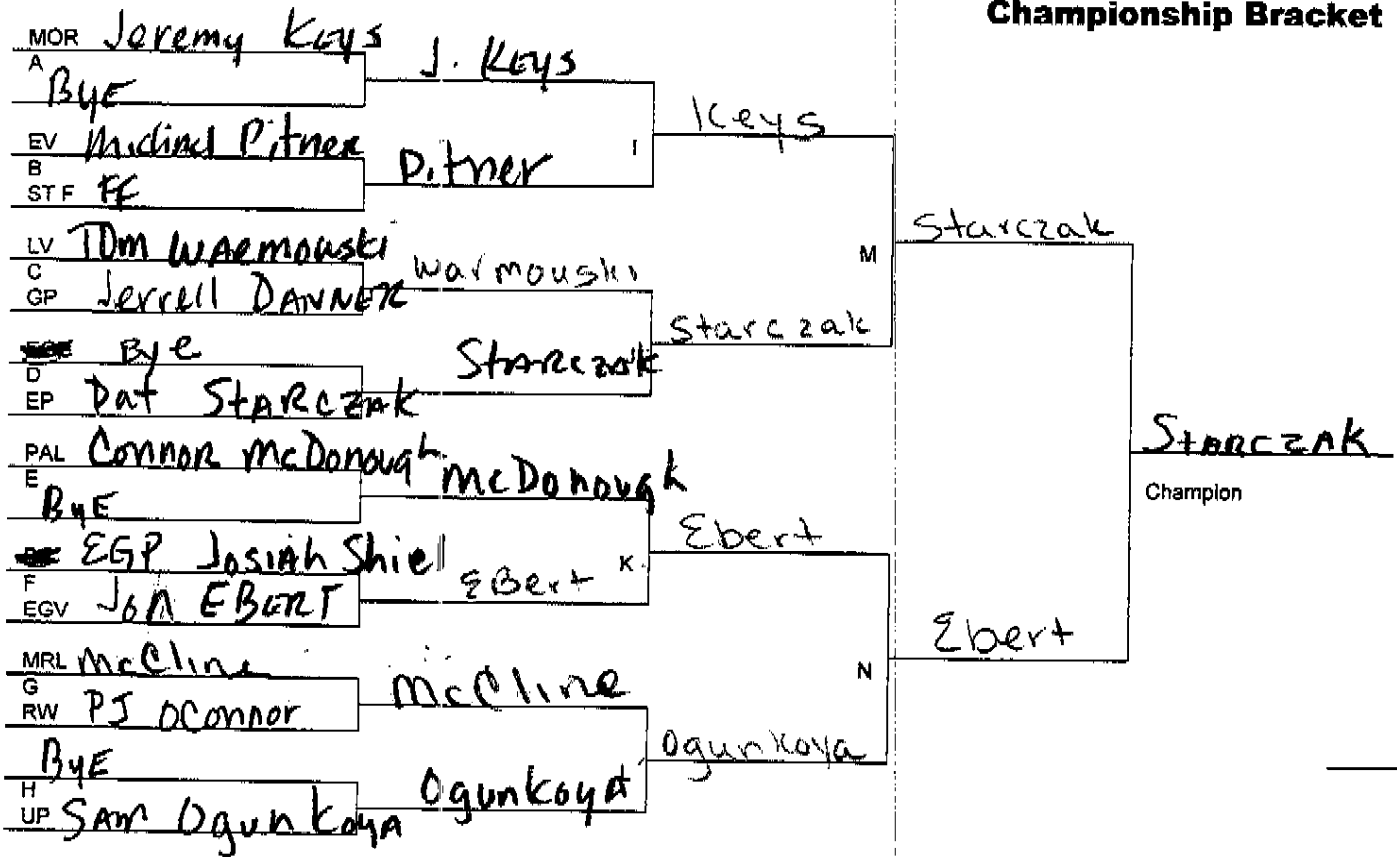 Championship Bracket
MOR Jeremy Keys
A
BYE
J. Keys
EV Michael Pitner
B
ST F FF
Pitner
I
Keys
LV Tom Warmouski
C
GP Jerrell DANNER
Warmouski
Bye
D
EP Pat STARCZAK
STARCZAK
Starczak
M
Starczak
PAL Connor McDonough
E
BYE
McDonough
EGP Josiah Shiel
F
EGV Jon EBERT
EBert
K
Ebert
MRL McCline
G
RW PJ OConnor
McCline
BYE
H
UP SAM Ogunkoya
OgunkoyA
Ogunkoya
N
Ebert
STARCZAK
Champion